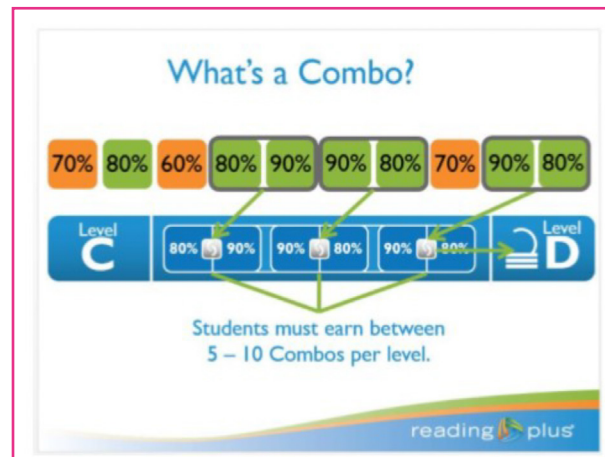 What's a Combo?
70% 80% 60% 80% 90% 90% 80% 70% 90% 80%
Level
C
80% 90% 90% 80% 90% 80%
Level
D
Students must earn between
5 – 10 Combos per level.
reading plus